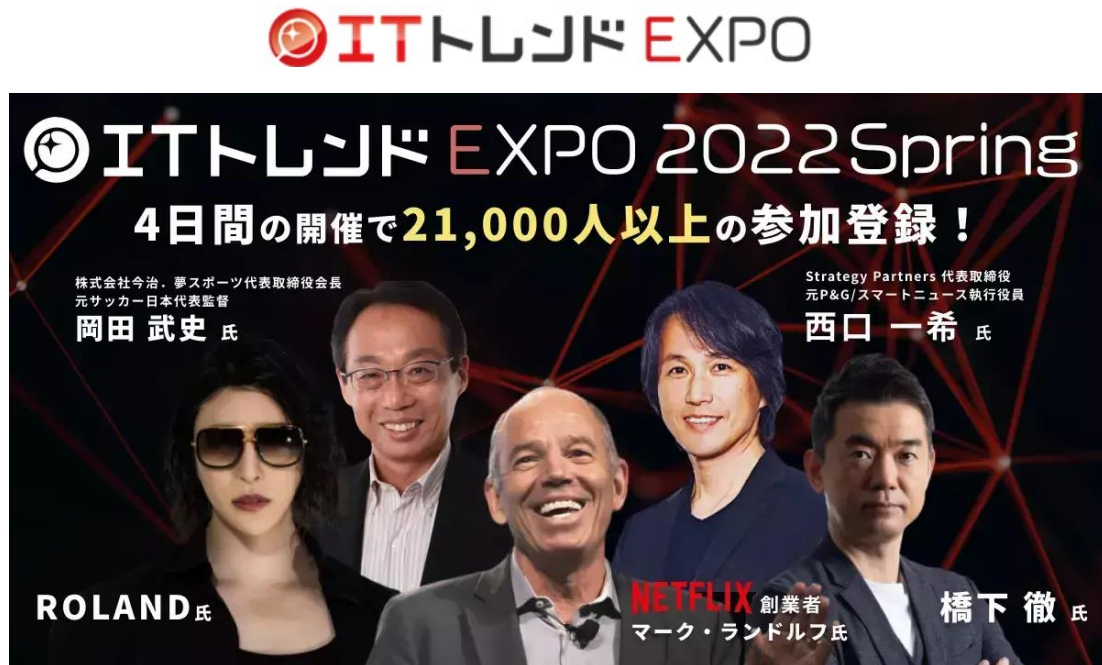 ITトレンド EXPO
ITトレンド EXPO 2022 Spring
4日間の開催で21,000人以上の参加登録！
株式会社今治．夢スポーツ代表取締役会長
元サッカー日本代表監督
岡田 武史 氏
Strategy Partners 代表取締役
元P&G/スマートニュース執行役員
西口 一希 氏
ROLAND氏
NETFLIX 創業者
マーク・ランドルフ氏
橋下 徹 氏